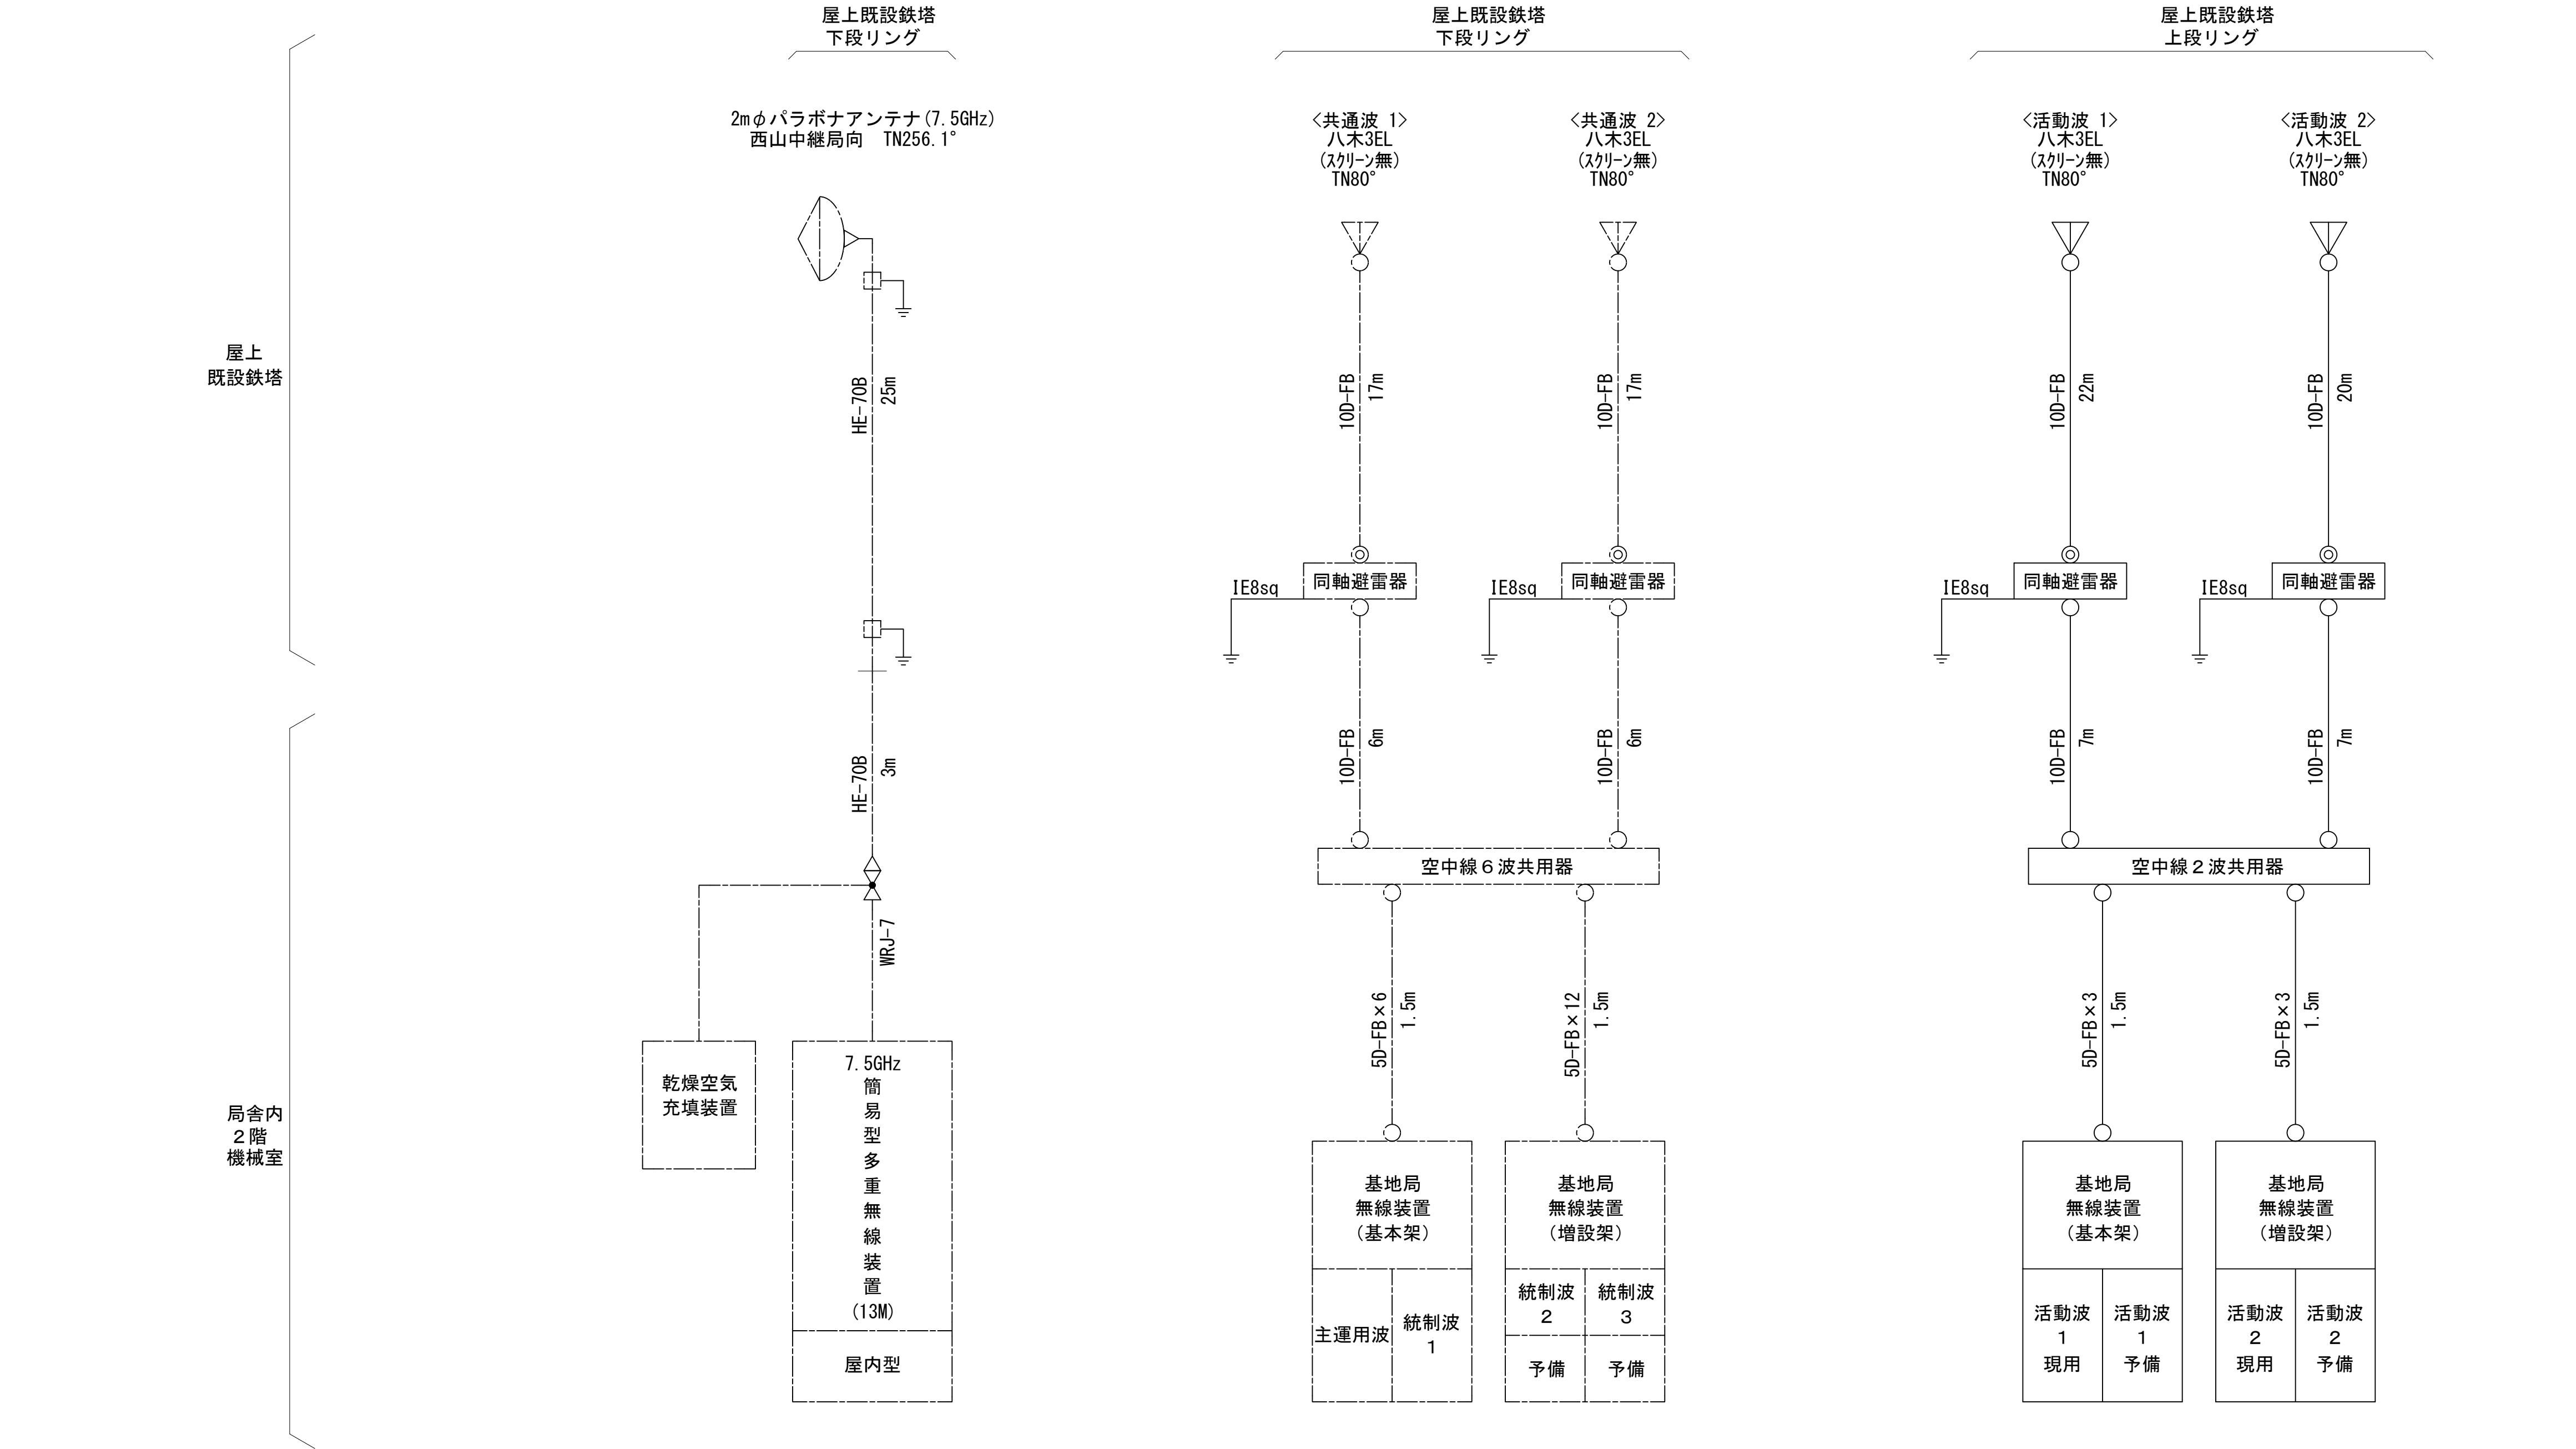 屋上既設鉄塔
下段リング
屋上既設鉄塔
下段リング
屋上既設鉄塔
上段リング
2mφパラボナアンテナ(7.5GHz)
西山中継局向　TN256.1°
<共通波 1>
八木3EL
(ｽｸﾘｰﾝ無)
TN80°
<共通波 2>
八木3EL
(ｽｸﾘｰﾝ無)
TN80°
<活動波 1>
八木3EL
(ｽｸﾘｰﾝ無)
TN80°
<活動波 2>
八木3EL
(ｽｸﾘｰﾝ無)
TN80°
屋上
既設鉄塔
HE-70B
25m
10D-FB
17m
10D-FB
17m
10D-FB
22m
10D-FB
20m
IE8sq
同軸避雷器
IE8sq
同軸避雷器
IE8sq
同軸避雷器
IE8sq
同軸避雷器
HE-70B
3m
10D-FB
6m
10D-FB
6m
10D-FB
7m
10D-FB
7m
空中線６波共用器
空中線２波共用器
WRJ-7
5D-FB×6
1.5m
5D-FB×12
1.5m
5D-FB×3
1.5m
5D-FB×3
1.5m
局舎内
２階
機械室
乾燥空気
充填装置
7.5GHz
簡
易
型
多
重
無
線
装
置
(13M)
屋内型
基地局
無線装置
(基本架)
主運用波
統制波
1
基地局
無線装置
(増設架)
統制波
2
統制波
3
予備
予備
基地局
無線装置
(基本架)
活動波
1
現用
活動波
1
予備
基地局
無線装置
(増設架)
活動波
2
現用
活動波
2
予備